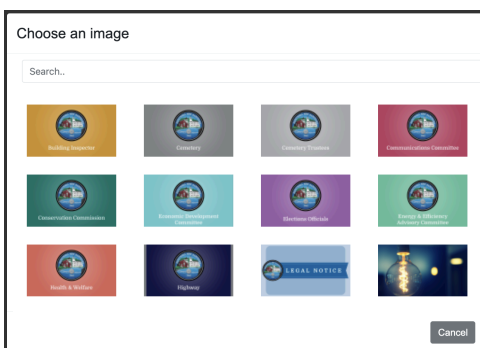 Choose an image
Search..
Building Inspector
Cemetery
Cemetery Trustees
Communications Committee
Conservation Commission
Economic Development
Committee
Elections Officials
Energy & Efficiency
Advisory Committee
Health & Welfare
Highway
LEGAL NOTICE
Cancel